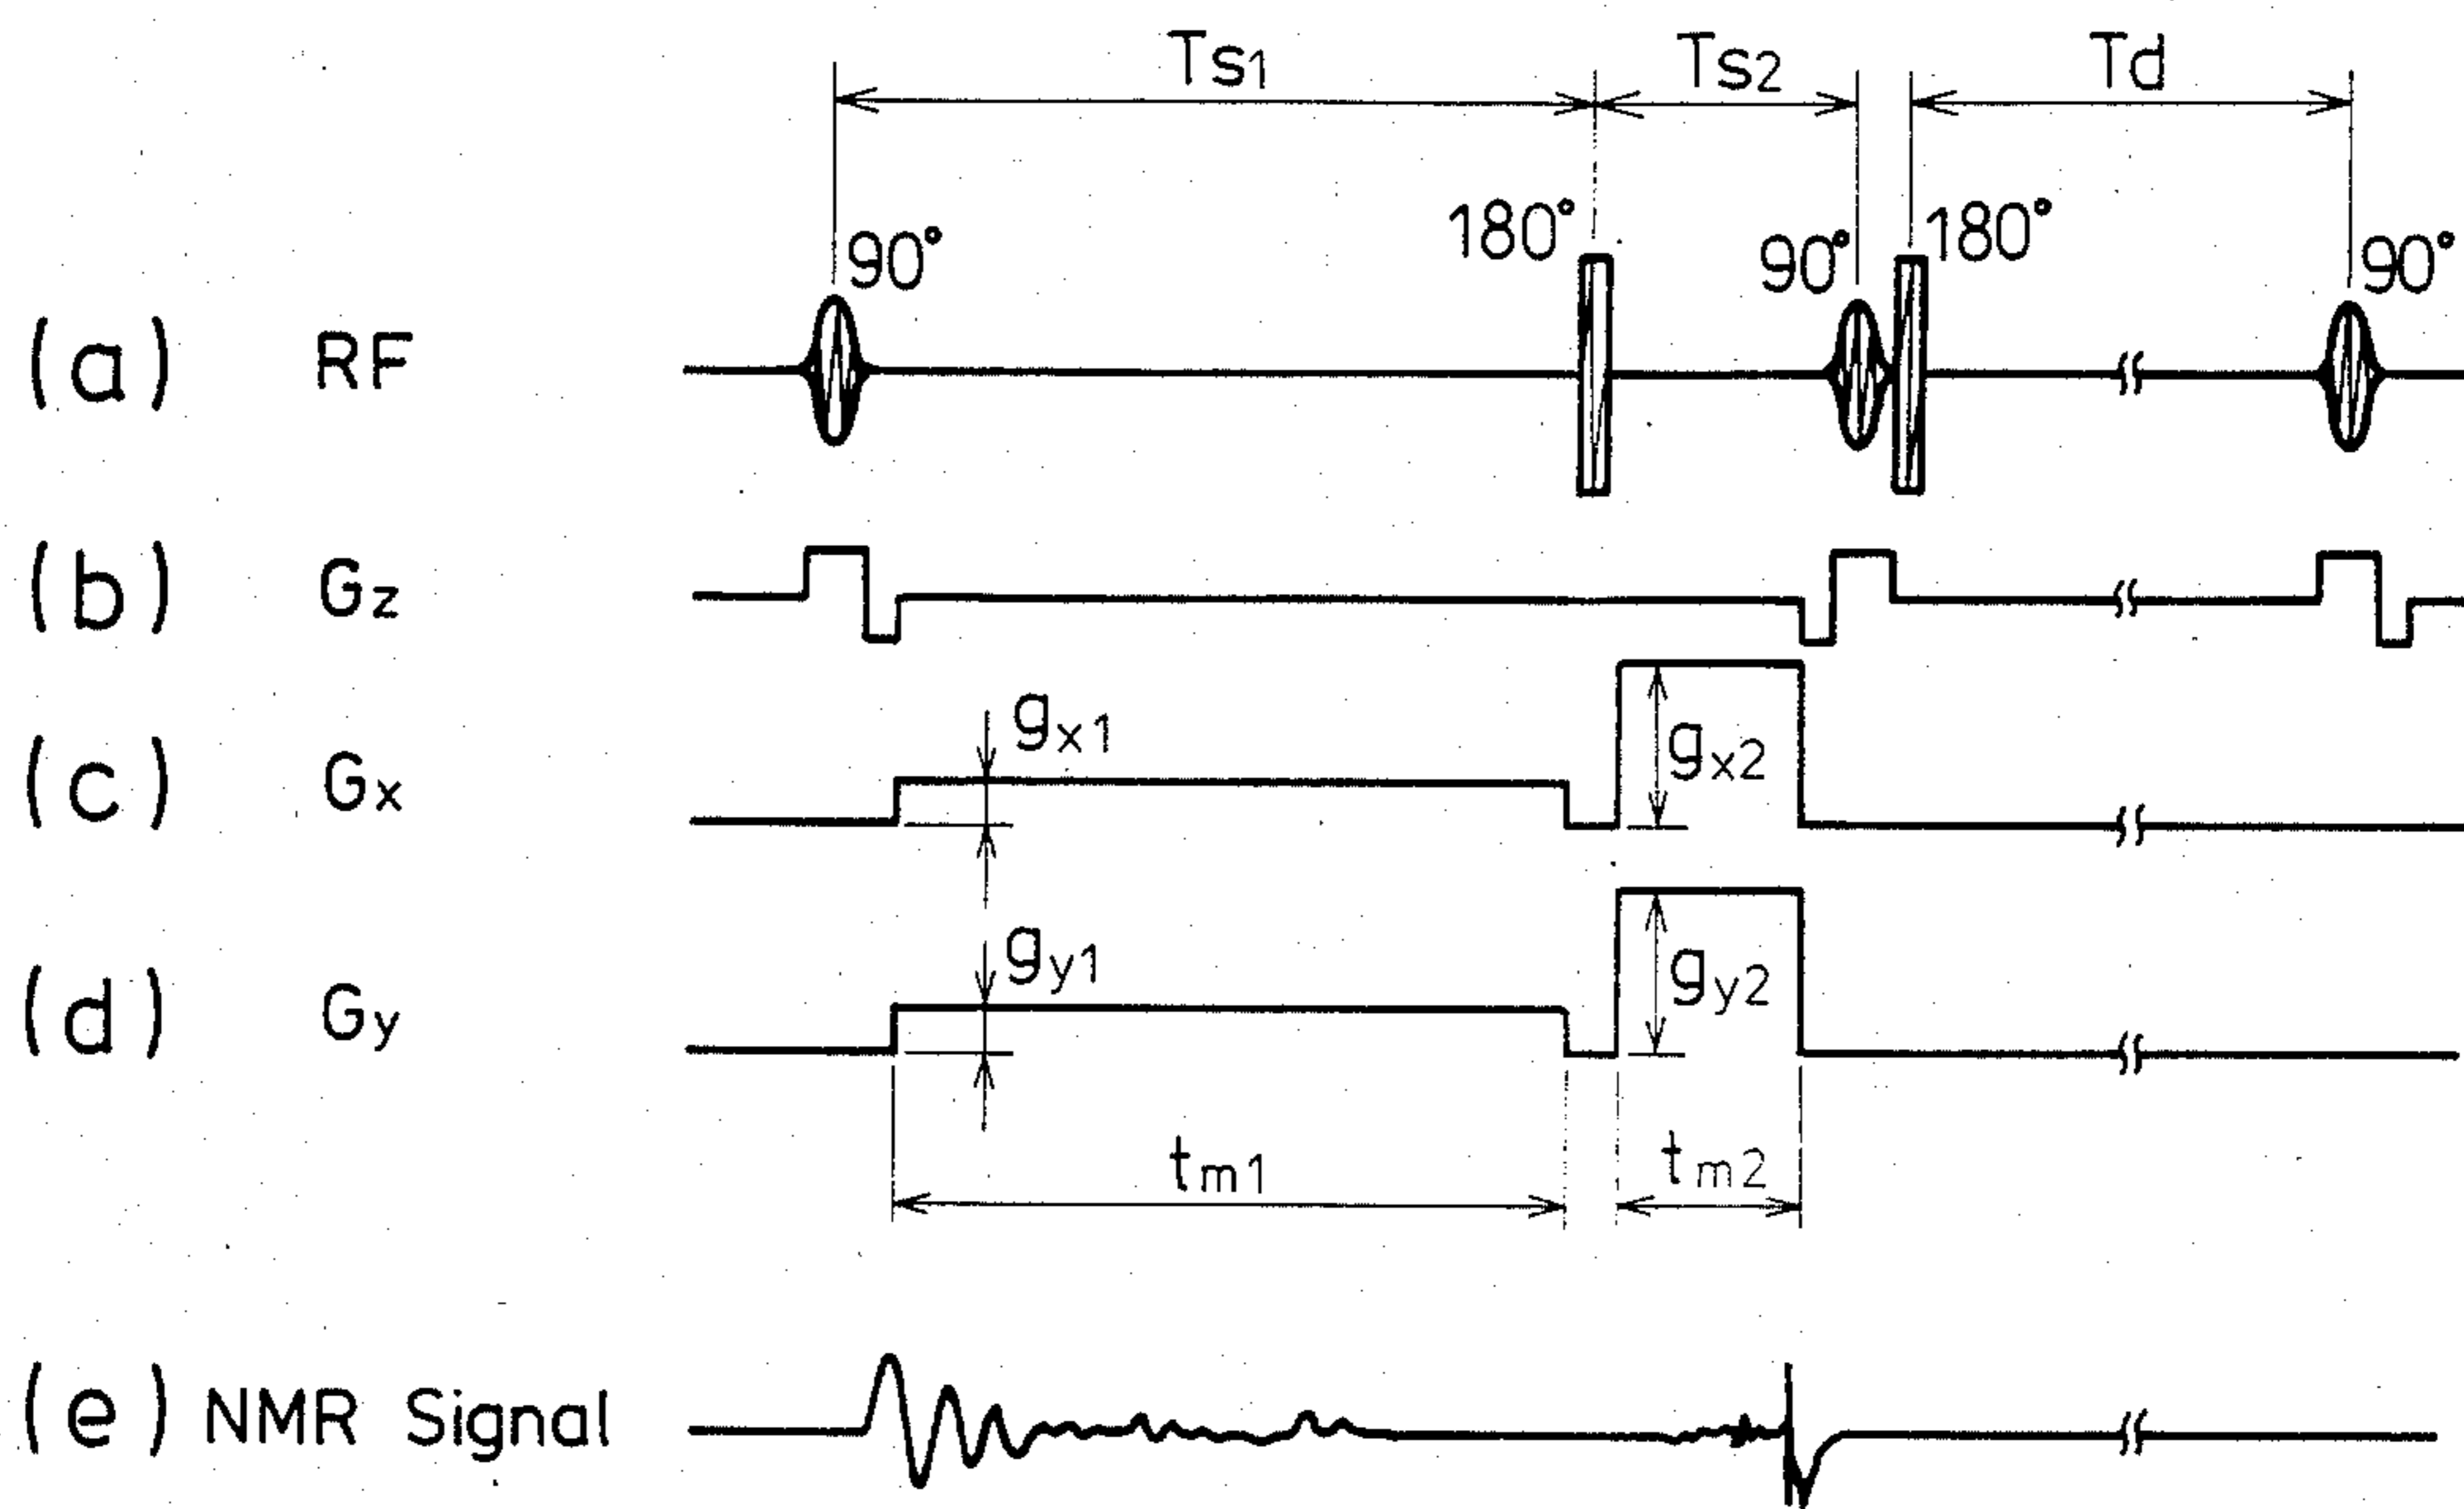 Ts1 Ts2 Td
90° 180° 90° 180° 90°
(a) RF
(b) Gz
gx1 gx2
(c) Gx
gy1 gy2
(d) Gy
tm1 tm2
(e) NMR Signal